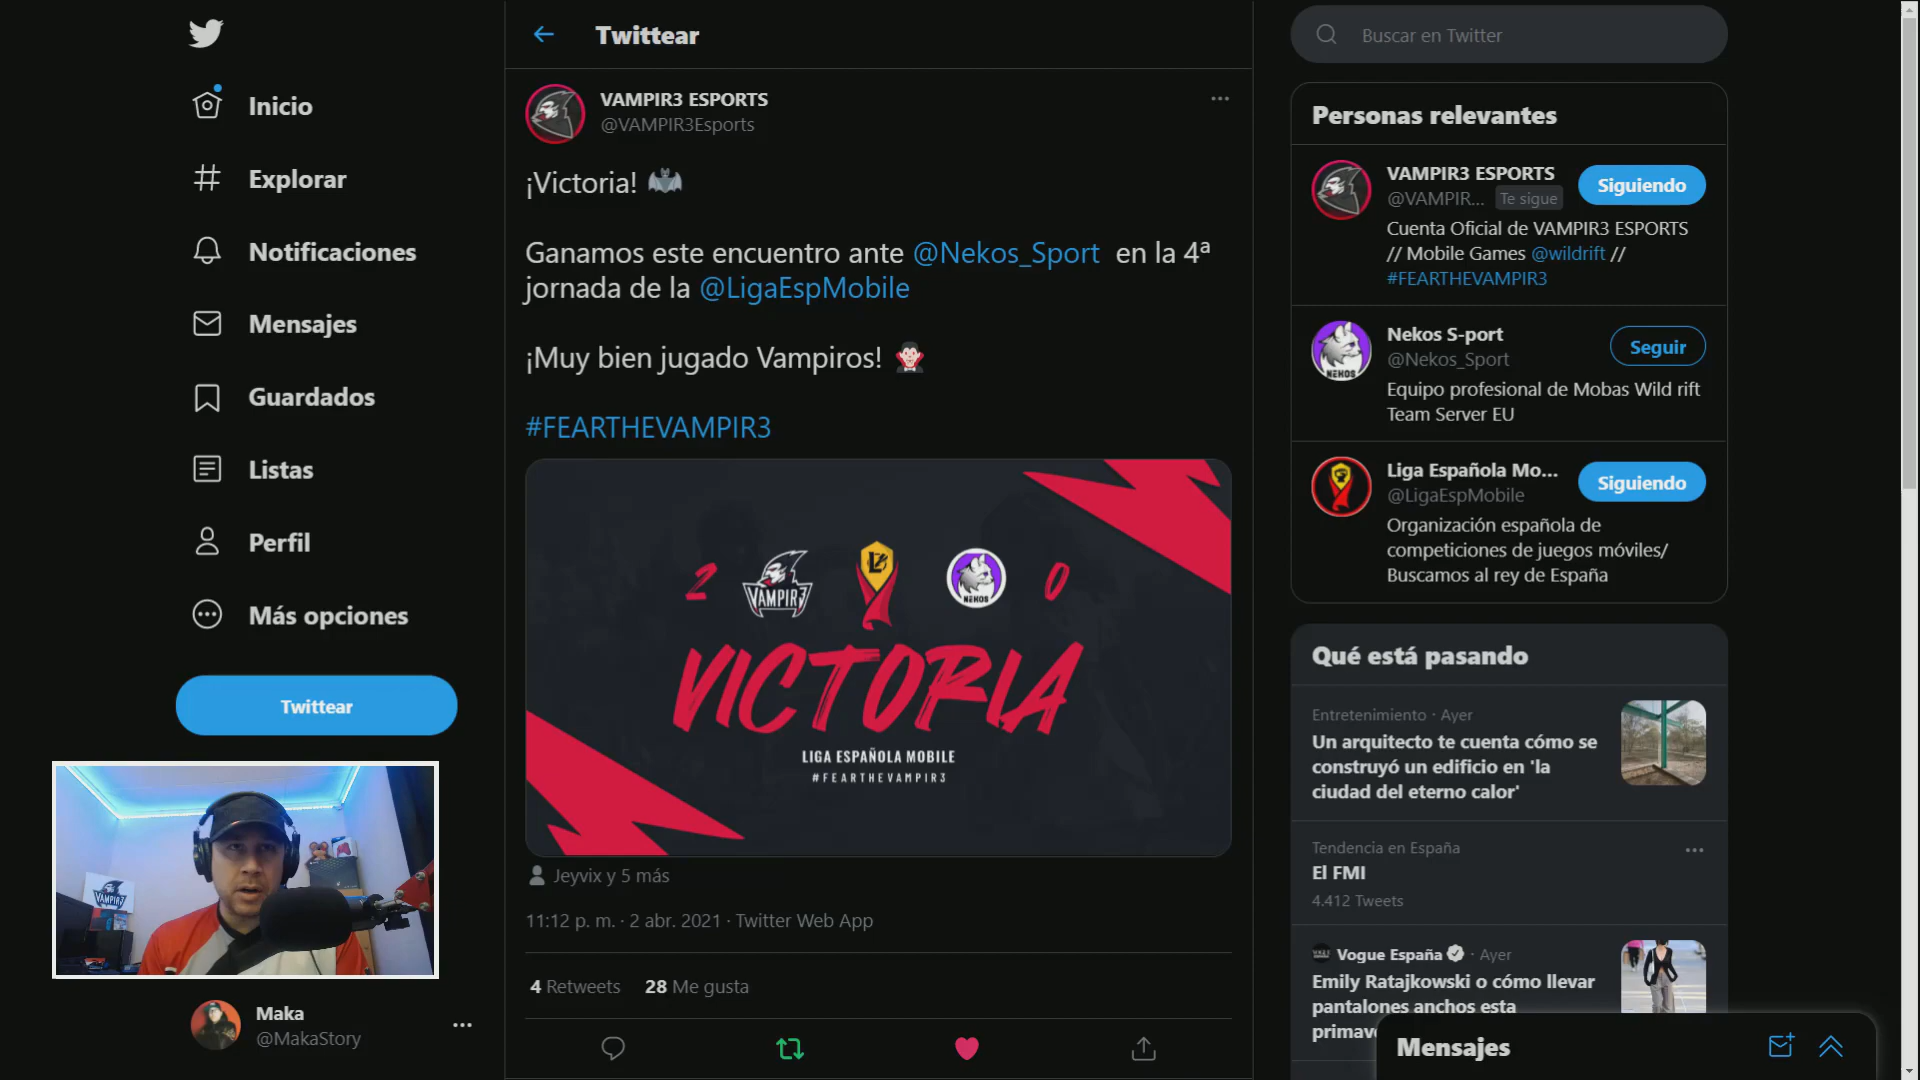 Inicio
Explorar
Notificaciones
Mensajes
Guardados
Listas
Perfil
Más opciones
Twittear
VAMPIR3
Maka
@MakaStory
Twittear
VAMPIR3 ESPORTS
@VAMPIR3Esports
¡Victoria!
Ganamos este encuentro ante @Nekos_Sport en la 4ª
jornada de la @LigaEspMobile
¡Muy bien jugado Vampiros!
#FEARTHEVAMPIR3
2 VAMPIR3 NEKOS 0
VICTORIA
LIGA ESPAÑOLA MOBILE
#FEARTHEVAMPIR3
Jeyvix y 5 más
11:12 p. m. · 2 abr. 2021 · Twitter Web App
4 Retweets 28 Me gusta
Buscar en Twitter
Personas relevantes
VAMPIR3 ESPORTS
@VAMPIR... Te sigue
Siguiendo
Cuenta Oficial de VAMPIR3 ESPORTS
// Mobile Games @wildrift //
#FEARTHEVAMPIR3
NEKOS
Nekos S-port
@Nekos_Sport
Seguir
Equipo profesional de Mobas Wild rift
Team Server EU
Liga Española Mo...
@LigaEspMobile
Siguiendo
Organización española de
competiciones de juegos móviles/
Buscamos al rey de España
Qué está pasando
Entretenimiento · Ayer
Un arquitecto te cuenta cómo se
construyó un edificio en 'la
ciudad del eterno calor'
Tendencia en España
El FMI
4.412 Tweets
Vogue España · Ayer
Emily Ratajkowski o cómo llevar
pantalones anchos esta
primav
Mensajes